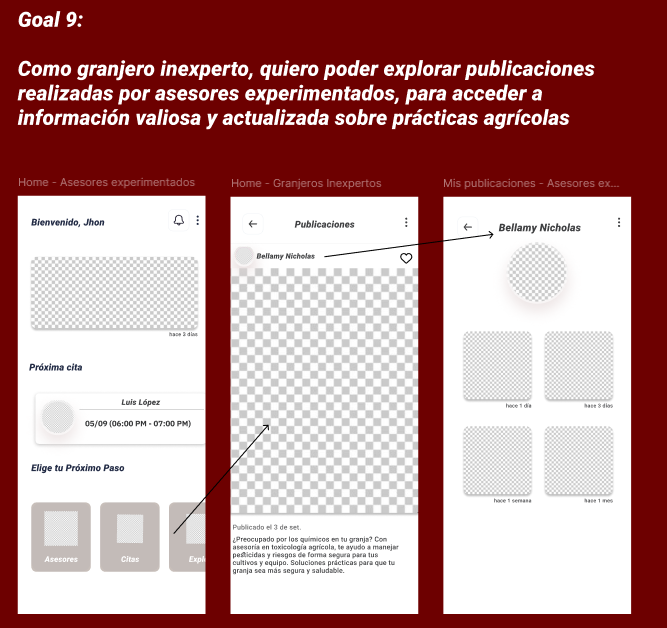 Goal 9:
Como granjero inexperto, quiero poder explorar publicaciones
realizadas por asesores experimentados, para acceder a
información valiosa y actualizada sobre prácticas agrícolas
Home - Asesores experimentados
Bienvenido, Jhon
hace 3 días
Próxima cita
Luis López
05/09 (06:00 PM - 07:00 PM)
Elige tu Próximo Paso
Asesores
Citas
Expl
Home - Granjeros Inexpertos
Publicaciones
Bellamy Nicholas
Publicado el 3 de set.
¿Preocupado por los químicos en tu granja? Con
asesoría en toxicología agrícola, te ayudo a manejar
pesticidas y riesgos de forma segura para tus
cultivos y equipo. Soluciones prácticas para que tu
granja sea más segura y saludable.
Mis publicaciones - Asesores ex...
Bellamy Nicholas
hace 1 día
hace 3 días
hace 1 semana
hace 1 mes